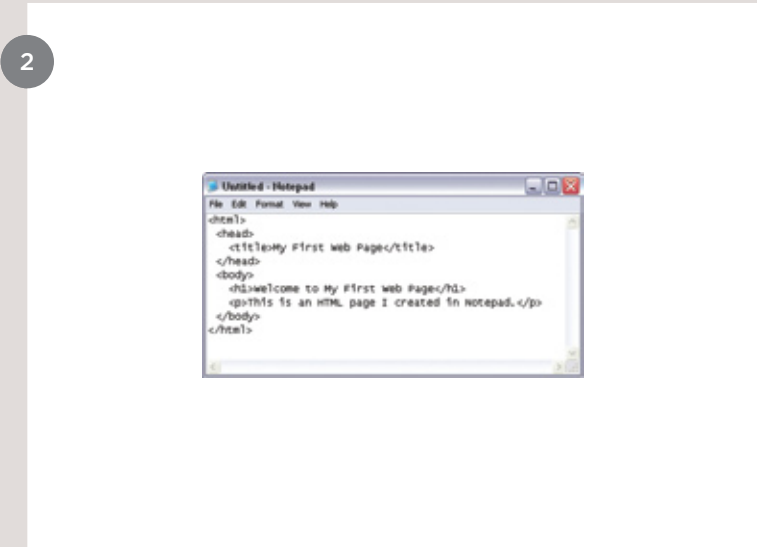 2
Untitled - Notepad
File Edit Format View Help
<html>
<head>
<title>My First Web Page</title>
</head>
<body>
<h1>Welcome to My First Web Page</h1>
<p>This is an HTML page I created in Notepad.</p>
</body>
</html>